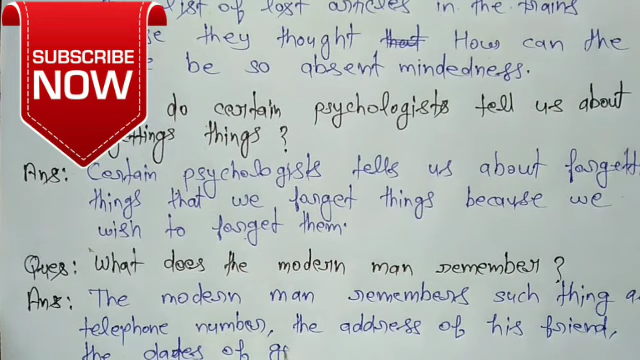 list of lost articles in the trains
SUBSCRIBE
NOW
they thought How can the
be so absent mindedness.
do certain psychologists tell us about
things ?
Ans: Certain psychologists tells us about forgett
things that we forget things because we
wish to forget them.
Ques: What does the modern man remember ?
Ans: The modern man remembers such thing a
telephone number, the address of his friend,
the dates of